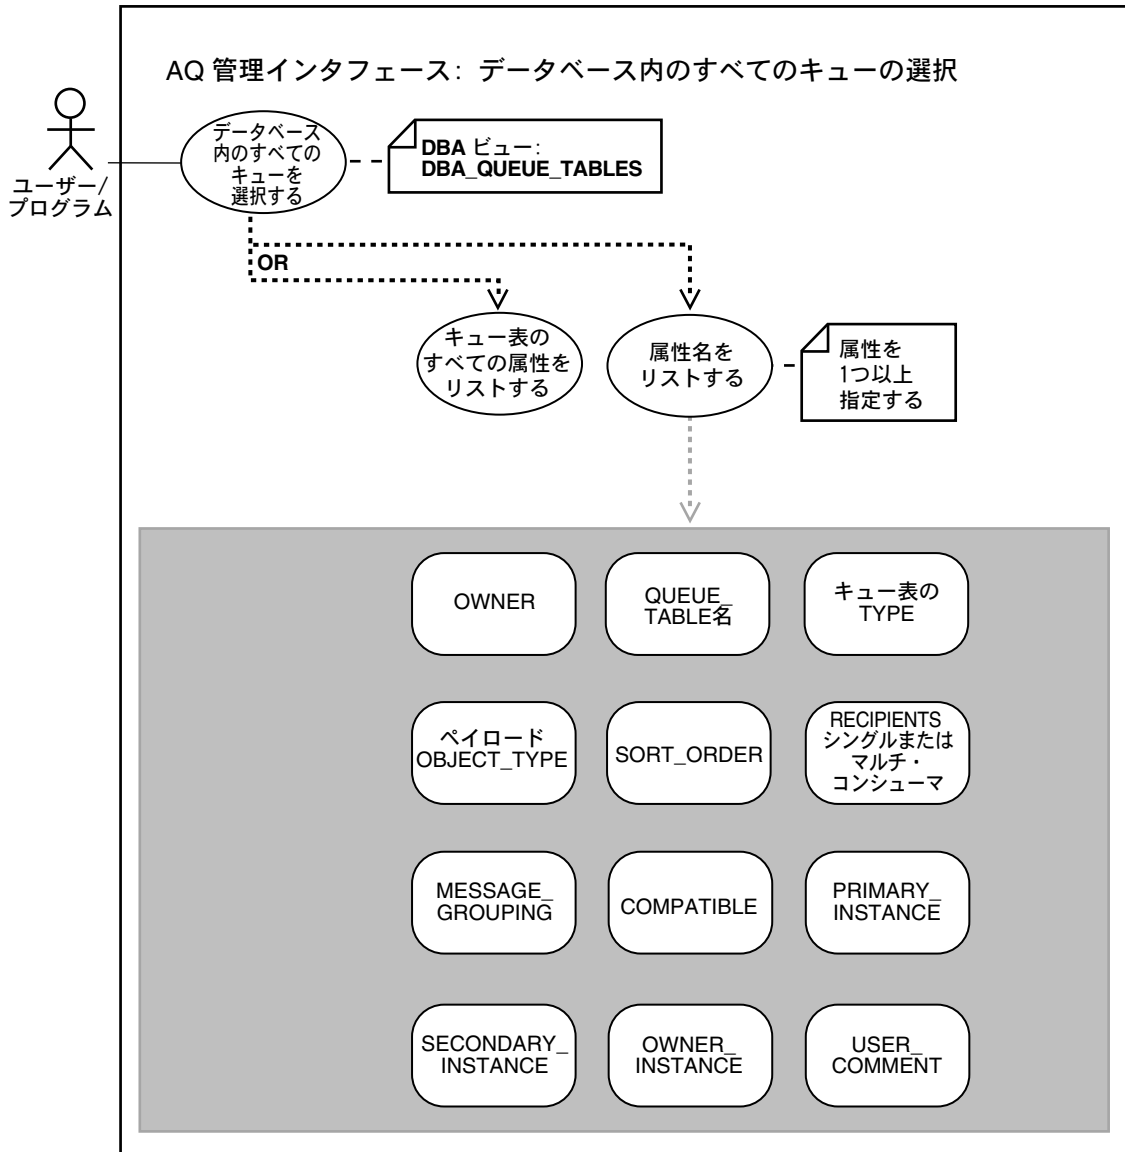 AQ 管理インタフェース: データベース内のすべてのキューの選択
ユーザー/
プログラム
データベース
内のすべての
キューを
選択する
DBA ビュー:
DBA_QUEUE_TABLES
OR
キュー表の
すべての属性を
リストする
属性名を
リストする
属性を
1つ以上
指定する
OWNER
QUEUE_
TABLE名
キュー表の
TYPE
ペイロード
OBJECT_TYPE
SORT_ORDER
RECIPIENTS
シングルまたは
マルチ・
コンシューマ
MESSAGE_
GROUPING
COMPATIBLE
PRIMARY_
INSTANCE
SECONDARY_
INSTANCE
OWNER_
INSTANCE
USER_
COMMENT